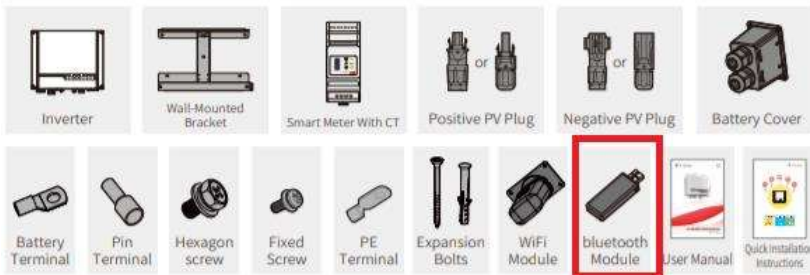 Inverter
Wall-Mounted
Bracket
Smart Meter With CT
or
Positive PV Plug
or
Negative PV Plug
Battery Cover
Battery
Terminal
Pin
Terminal
Hexagon
screw
Fixed
Screw
PE
Terminal
Expansion
Bolts
WiFi
Module
bluetooth
Module
User Manual
Quick Installation
Instructions